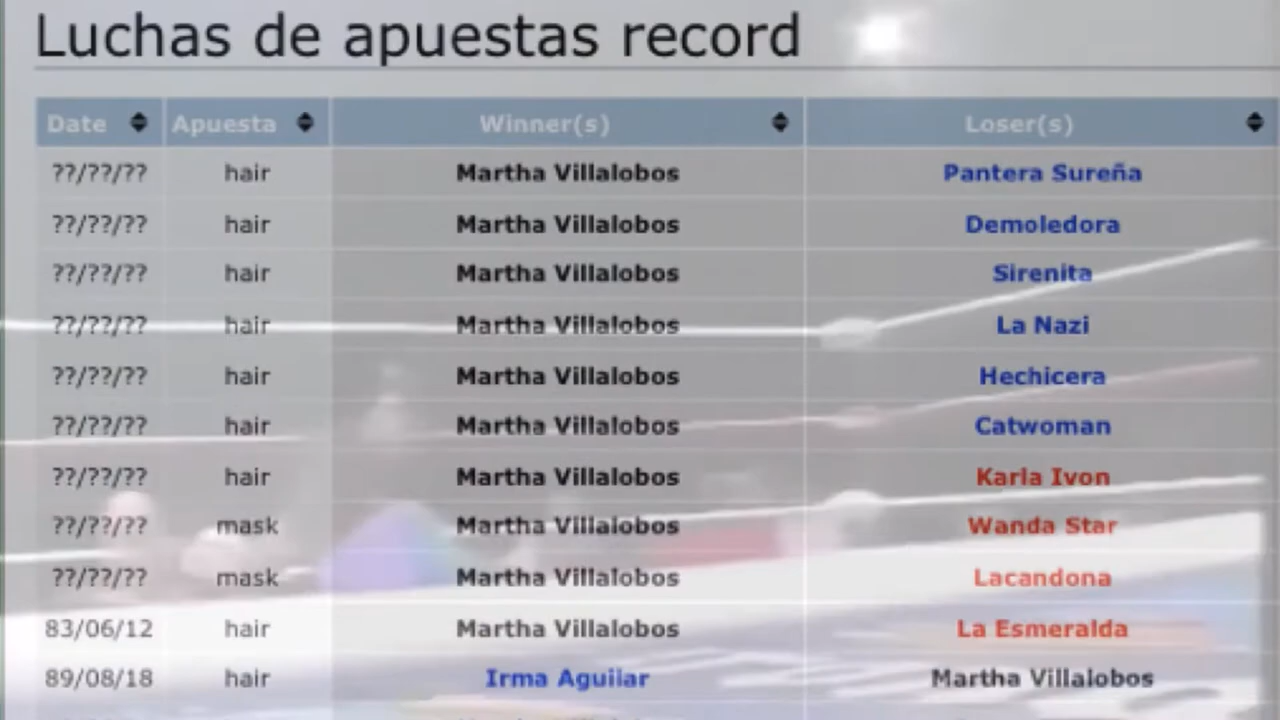 Luchas de apuestas record
Date Apuesta Winner(s) Loser(s)
??/??/?? hair Martha Villalobos Pantera Sureña
??/??/?? hair Martha Villalobos Demoledora
??/??/?? hair Martha Villalobos Sirenita
??/??/?? hair Martha Villalobos La Nazi
??/??/?? hair Martha Villalobos Hechicera
??/??/?? hair Martha Villalobos Catwoman
??/??/?? hair Martha Villalobos Karla Ivon
??/??/?? mask Martha Villalobos Wanda Star
??/??/?? mask Martha Villalobos Lacandona
83/06/12 hair Martha Villalobos La Esmeralda
89/08/18 hair Irma Aguilar Martha Villalobos